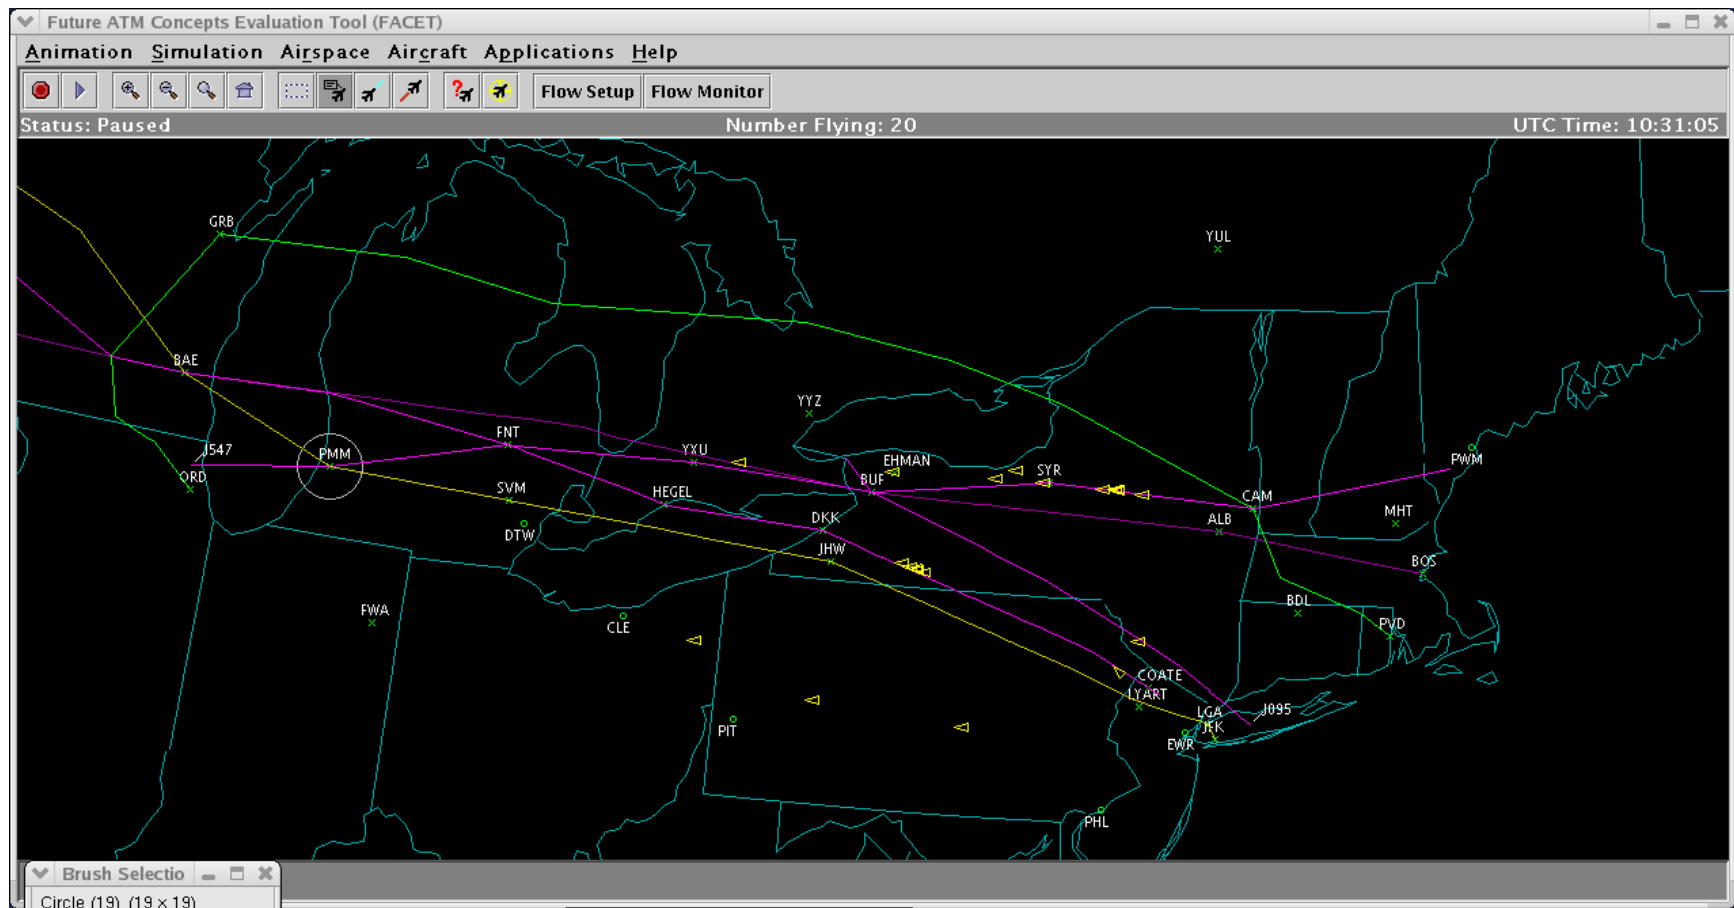 Future ATM Concepts Evaluation Tool (FACET)
Animation Simulation Airspace Aircraft Applications Help
Flow Setup Flow Monitor
Status: Paused Number Flying: 20 UTC Time: 10:31:05
GRB
YUL
BAE
YYZ
FNT
J547
PMM
YXU
EHMAN
SYR
PWM
ORD
SVM
HEGEL
BUF
CAM
DTW
DKK
ALB
MHT
JHW
BOS
FWA
CLE
BDL
PVD
COATE
LYART
LGA
J095
PIT
JFK
EWR
PHL
Brush Selectio
Circle (19) (19 x 19)